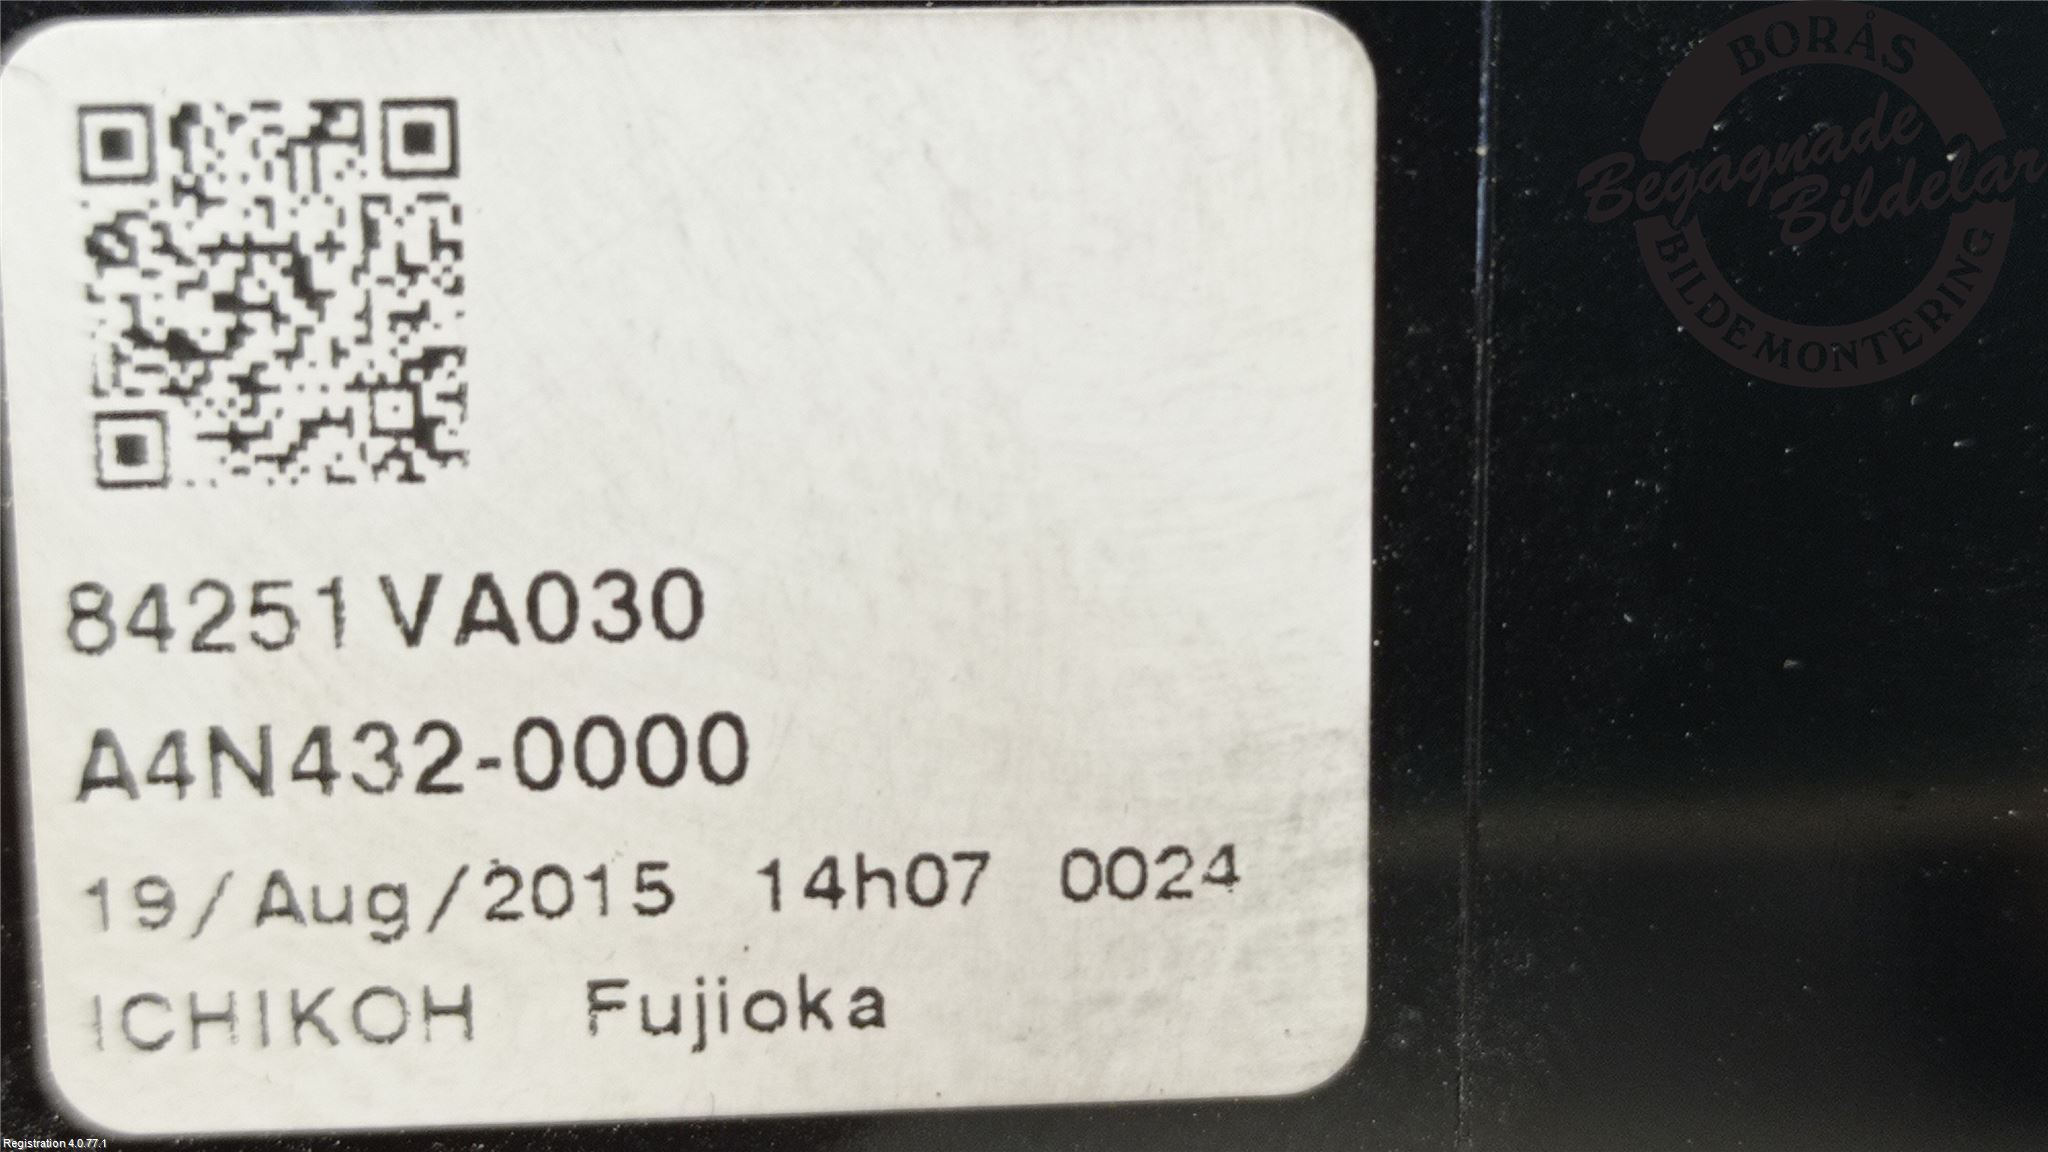 84251VA030
A4N432-0000
19/Aug/2015 14h07 0024
ICHIKOH Fujioka
BORÅS
Begagnade
Bildelar
BILDEMONTERING
Registration 4.0.77.1